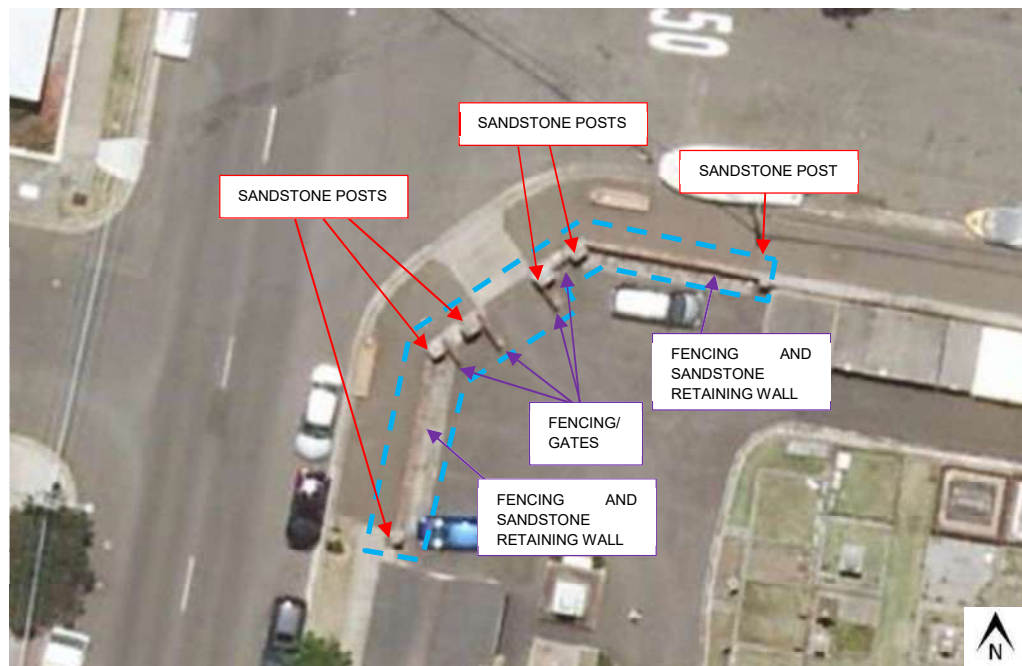 50
SANDSTONE POSTS
SANDSTONE POST
SANDSTONE POSTS
FENCING AND
SANDSTONE
RETAINING WALL
FENCING/
GATES
FENCING AND
SANDSTONE
RETAINING WALL
N